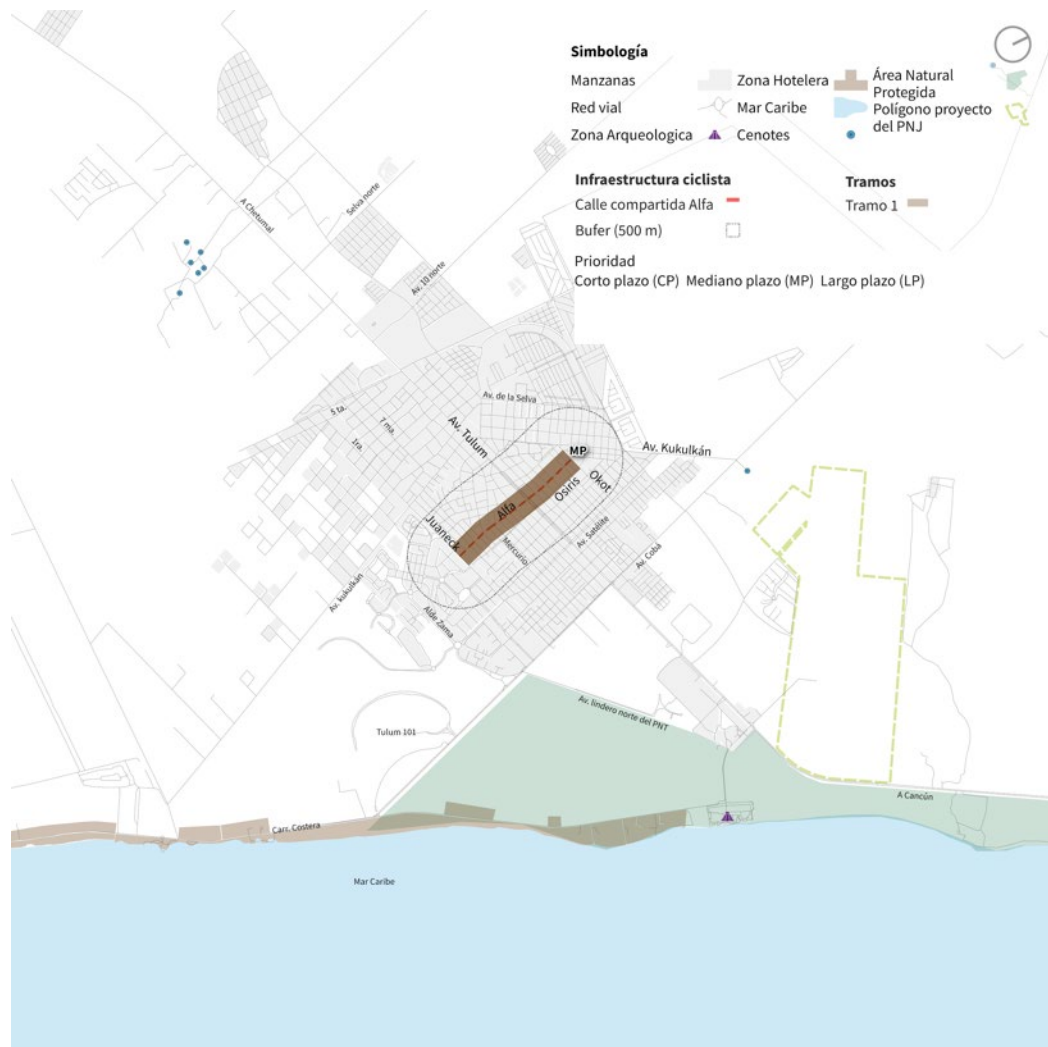 Simbología
Manzanas
Zona Hotelera
Área Natural
Protegida
Red vial
Mar Caribe
Polígono proyecto
del PNJ
Zona Arqueologica
Cenotes
Infraestructura ciclista
Tramos
Calle compartida Alfa
Tramo 1
Bufer (500 m)
Prioridad
Corto plazo (CP) Mediano plazo (MP) Largo plazo (LP)
A Chetumal
Selva norte
Av. 10 norte
Av. de la Selva
5 ta.
7 ma.
1ra.
Av. Tulum
MP
Av. Kukulkán
Okot
Osiris
Alfa
Juaneck
Mercurio
Av. Satélite
Av. Cobá
Av. kukulkán
Alde Zama
Av. lindero norte del PNT
Tulum 101
A Cancún
Carr. Costera
Mar Caribe